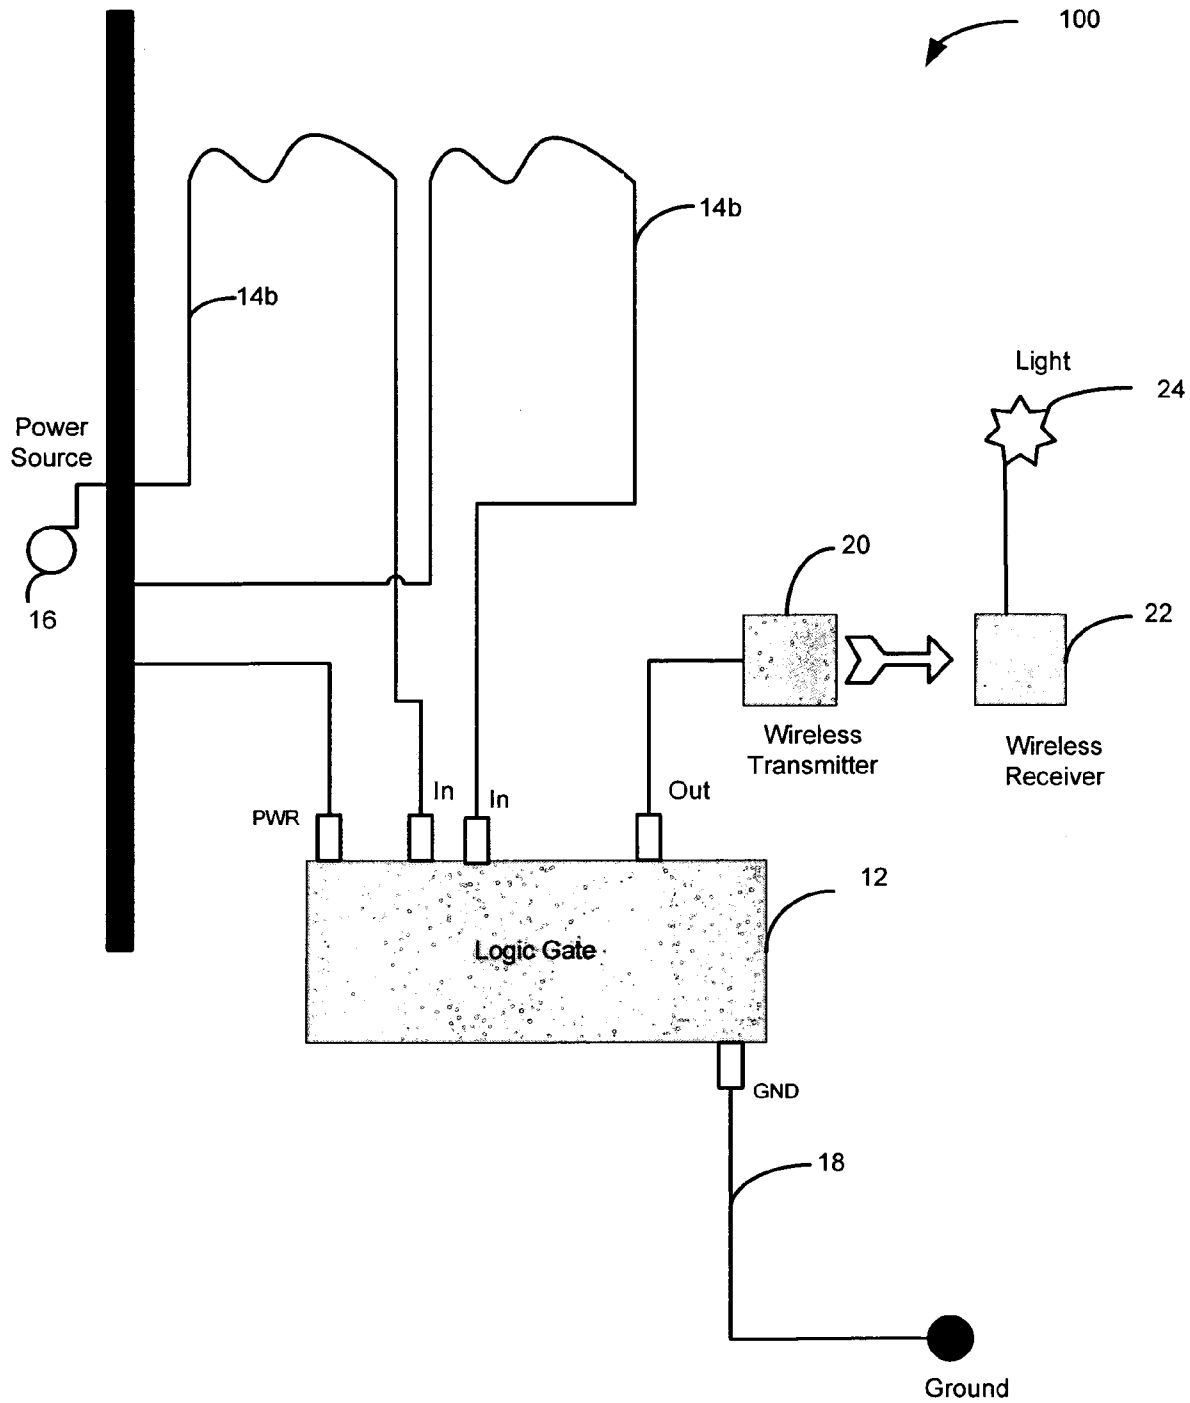 100
14b
14b
Light
24
Power
Source
16
20
22
Wireless
Transmitter
Wireless
Receiver
PWR
In
In
Out
12
Logic Gate
GND
18
Ground